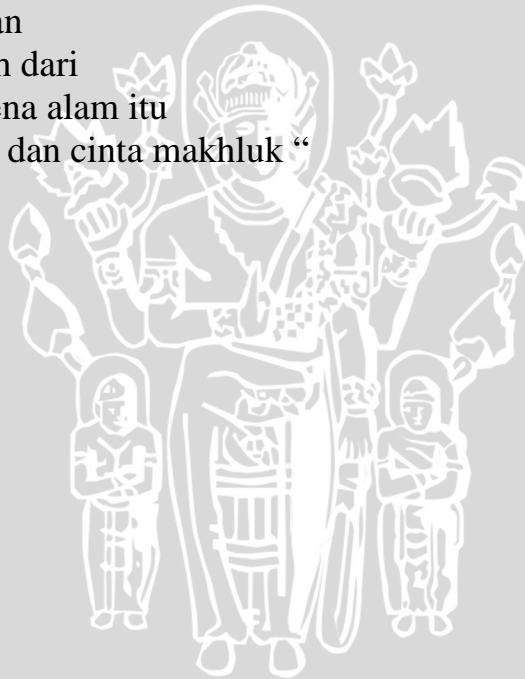 an
n dari
ena alam itu
dan cinta makhluk “